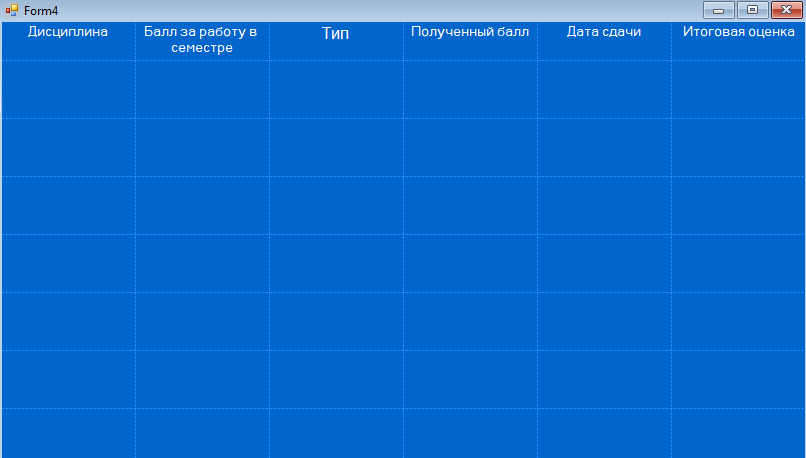 Form4
Дисциплина
Балл за работу в
семестре
Тип
Полученный балл
Дата сдачи
Итоговая оценка